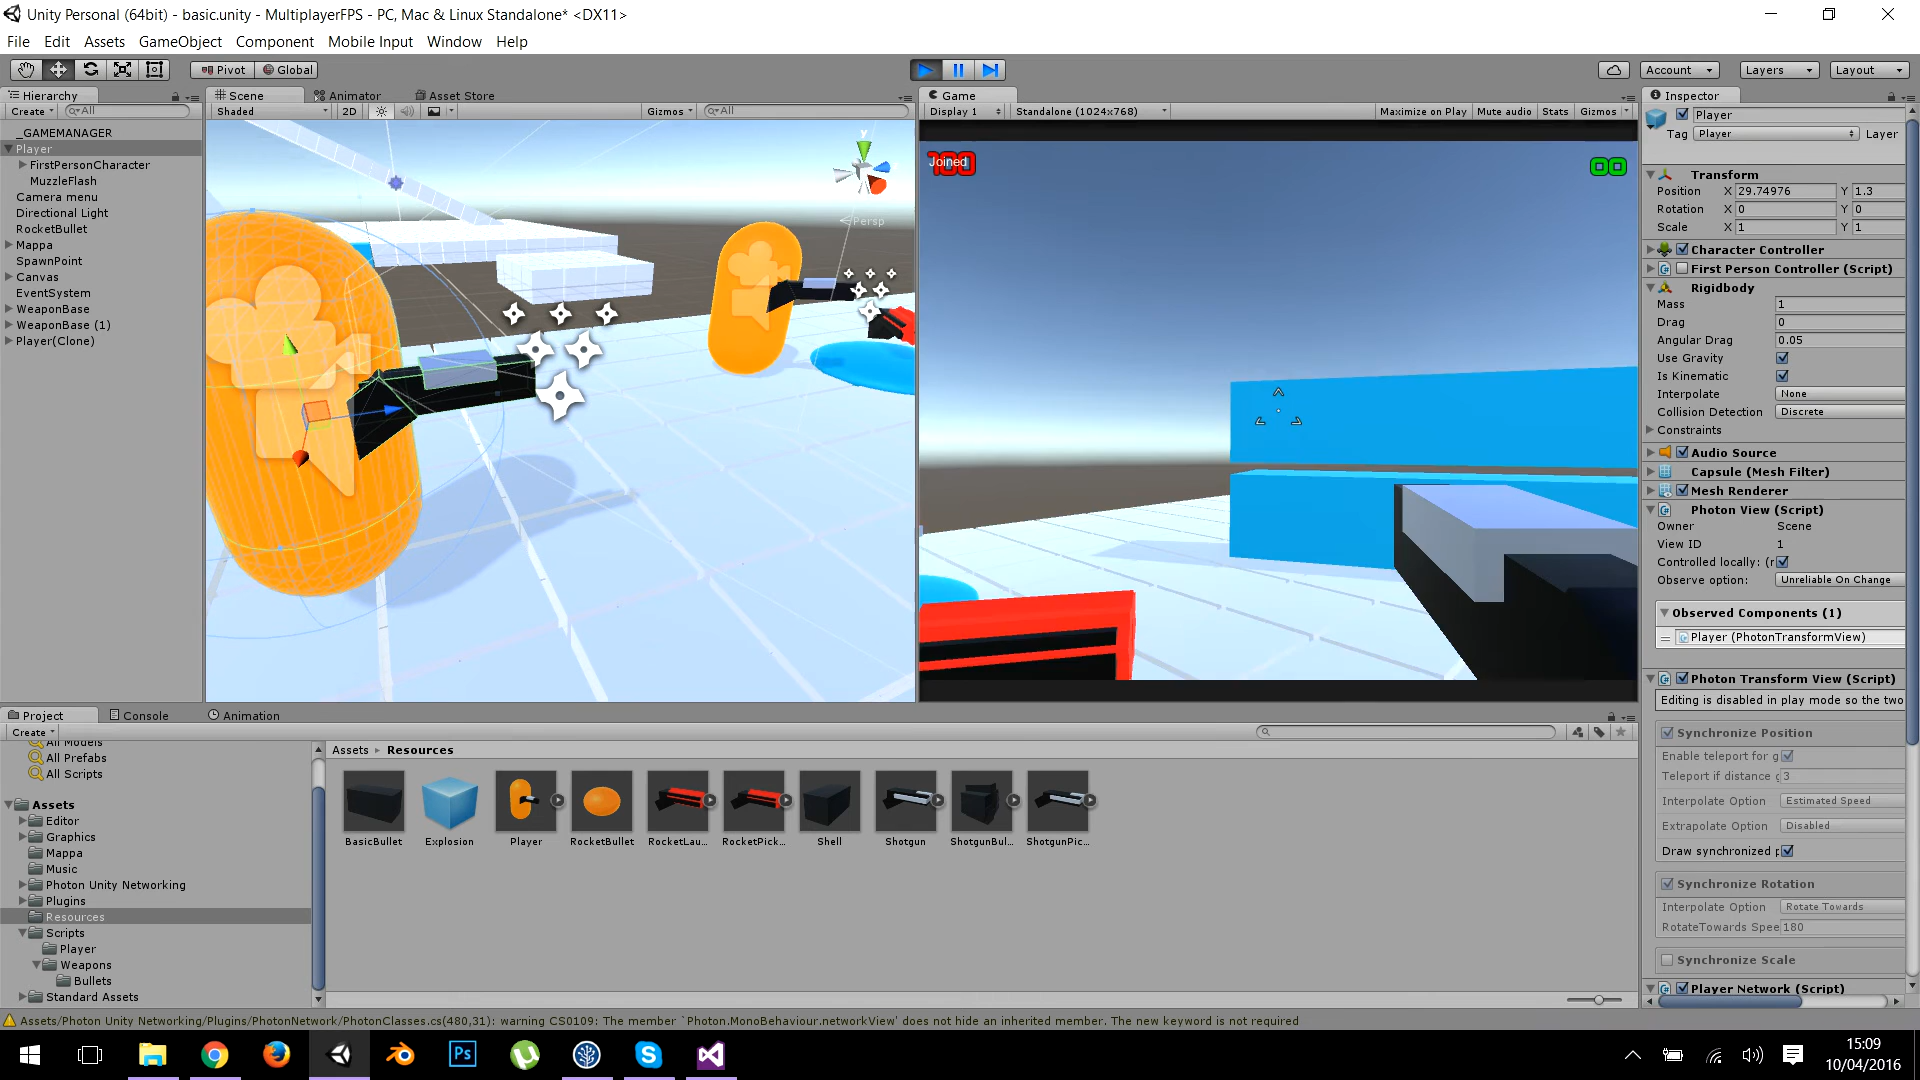 Unity Personal (64bit) - basic.unity - MultiplayerFPS - PC, Mac & Linux Standalone* <DX11>
File Edit Assets GameObject Component Mobile Input Window Help
Pivot Global
Account Layers Layout
Hierarchy
Create All
_GAMEMANAGER
Player
FirstPersonCharacter
MuzzleFlash
Camera menu
Directional Light
RocketBullet
Mappa
SpawnPoint
Canvas
EventSystem
WeaponBase
WeaponBase (1)
Player(Clone)
Scene Animator Asset Store
Shaded 2D Gizmos All
y
Persp
Game
Display 1 Standalone (1024x768) Maximize on Play Mute audio Stats Gizmos
100
Joined
Inspector
Player
Tag Player Layer
Transform
Position X 29.74976 Y 1.3
Rotation X 0 Y 0
Scale X 1 Y 1
Character Controller
First Person Controller (Script)
Rigidbody
Mass 1
Drag 0
Angular Drag 0.05
Use Gravity
Is Kinematic
Interpolate None
Collision Detection Discrete
Constraints
Audio Source
Capsule (Mesh Filter)
Mesh Renderer
Photon View (Script)
Owner Scene
View ID 1
Controlled locally: (r
Observe option: Unreliable On Change
Observed Components (1)
Player (PhotonTransformView)
Photon Transform View (Script)
Editing is disabled in play mode so the two
Synchronize Position
Enable teleport for g
Teleport if distance g 3
Interpolate Option Estimated Speed
Extrapolate Option Disabled
Draw synchronized p
Synchronize Rotation
Interpolate Option Rotate Towards
RotateTowards Spee 180
Synchronize Scale
Player Network (Script)
Project Console Animation
Create
All Models
All Prefabs
All Scripts
Assets
Editor
Graphics
Mappa
Music
Photon Unity Networking
Plugins
Resources
Scripts
Player
Weapons
Bullets
Standard Assets
Assets Resources
BasicBullet Explosion Player RocketBullet RocketLau... RocketPick... Shell Shotgun ShotgunBul... ShotgunPic...
Assets/Photon Unity Networking/Plugins/PhotonNetwork/PhotonClasses.cs(480,31): warning CS0109: The member `Photon.MonoBehaviour.networkView' does not hide an inherited member. The new keyword is not required
Ps
15:09
10/04/2016